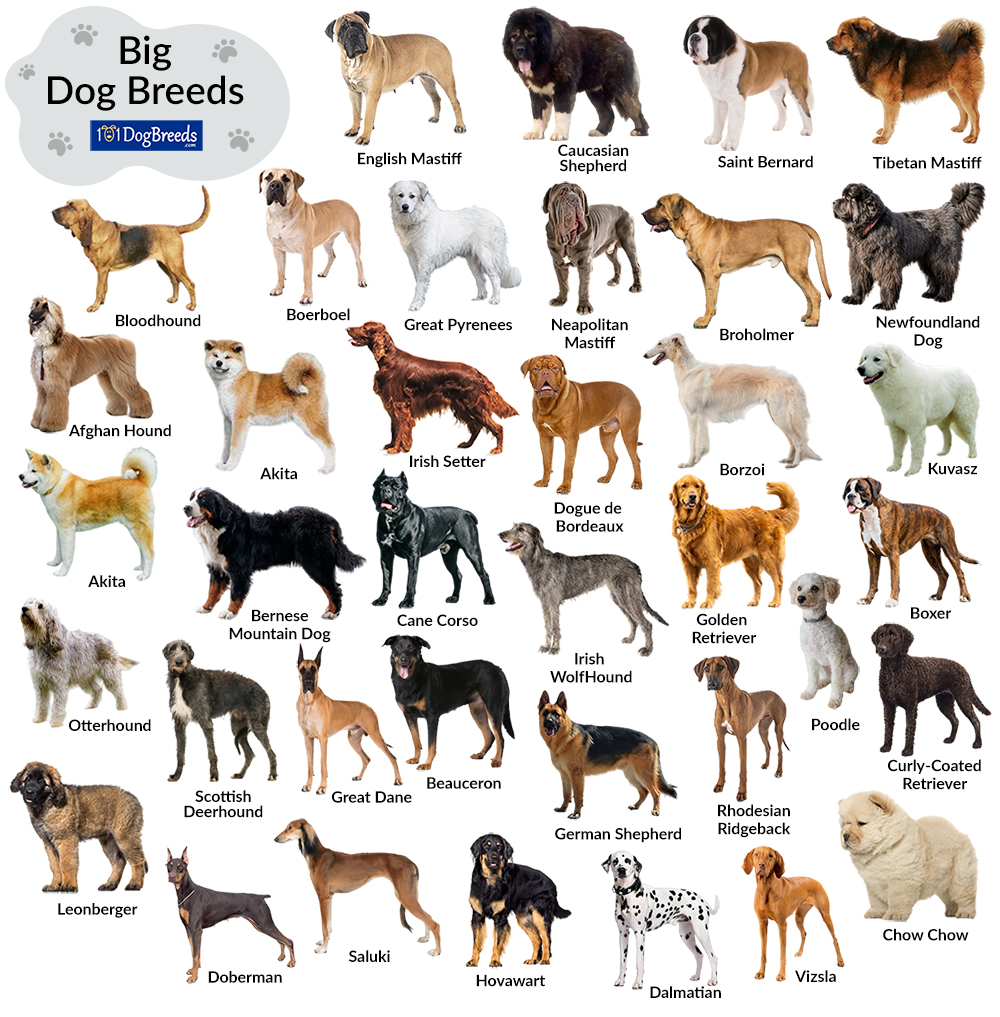 Big
Dog Breeds
101DogBreeds
.com
English Mastiff
Caucasian
Shepherd
Saint Bernard
Tibetan Mastiff
Bloodhound
Boerboel
Great Pyrenees
Neapolitan
Mastiff
Broholmer
Newfoundland
Dog
Afghan Hound
Akita
Irish Setter
Dogue de
Bordeaux
Borzoi
Kuvasz
Akita
Bernese
Mountain Dog
Cane Corso
Irish
WolfHound
Golden
Retriever
Boxer
Otterhound
Scottish
Deerhound
Great Dane
Beauceron
German Shepherd
Rhodesian
Ridgeback
Poodle
Curly-Coated
Retriever
Leonberger
Doberman
Saluki
Hovawart
Dalmatian
Vizsla
Chow Chow